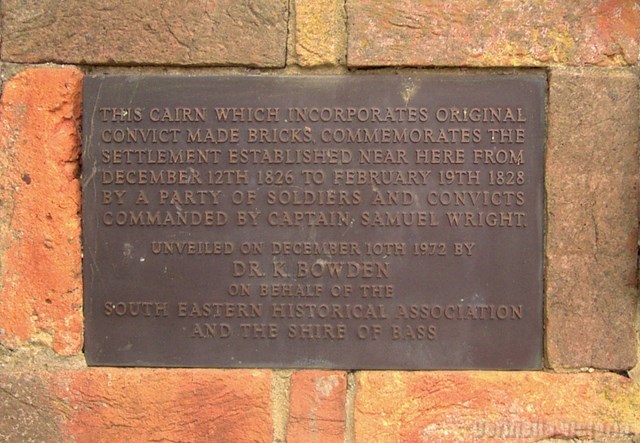 THIS CAIRN WHICH INCORPORATES ORIGINAL
CONVICT MADE BRICKS COMMEMORATES THE
SETTLEMENT ESTABLISHED NEAR HERE FROM
DECEMBER 12TH 1826 TO FEBRUARY 19TH 1828
BY A PARTY OF SOLDIERS AND CONVICTS
COMMANDED BY CAPTAIN SAMUEL WRIGHT.
UNVEILED ON DECEMBER 10TH 1972 BY
DR. K. BOWDEN
ON BEHALF OF THE
SOUTH EASTERN HISTORICAL ASSOCIATION
AND THE SHIRE OF BASS